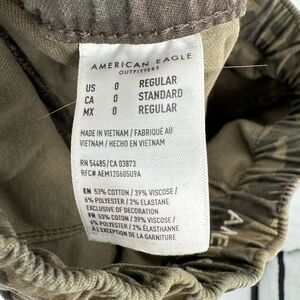 AMERICAN EAGLE
OUTFITTERS
US 0 REGULAR
CA 0 STANDARD
MX 0 REGULAR
MADE IN VIETNAM / FABRIQUÉ AU
VIETNAM / HECHO EN VIETNAM
RN 54485/CA 03873
RFC# AEM120605U9A
EN 53% COTTON / 39% VISCOSE /
6% POLYESTER / 2% ELASTANE
EXCLUSIVE OF DECORATION
FR 53% COTON / 39% VISCOSE /
6% POLYESTER / 2% ÉLASTHANNE
À L'EXCEPTION DE LA GARNITURE.